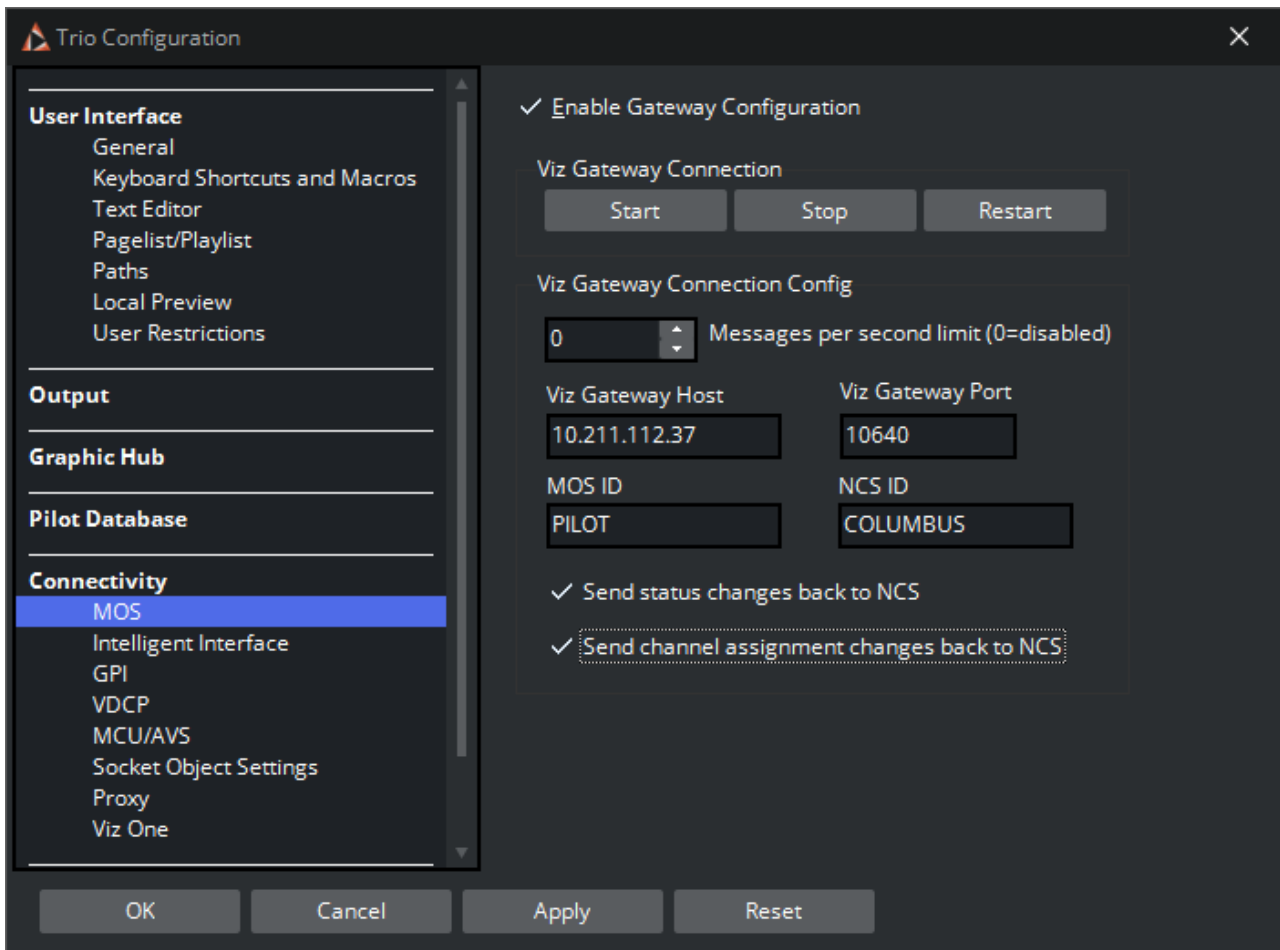 Trio Configuration
User Interface
General
Keyboard Shortcuts and Macros
Text Editor
Pagelist/Playlist
Paths
Local Preview
User Restrictions
Output
Graphic Hub
Pilot Database
Connectivity
MOS
Intelligent Interface
GPI
VDCP
MCU/AVS
Socket Object Settings
Proxy
Viz One
Enable Gateway Configuration
Viz Gateway Connection
Start Stop Restart
Viz Gateway Connection Config
0 Messages per second limit (0=disabled)
Viz Gateway Host Viz Gateway Port
10.211.112.37 10640
MOS ID NCS ID
PILOT COLUMBUS
Send status changes back to NCS
Send channel assignment changes back to NCS
OK Cancel Apply Reset